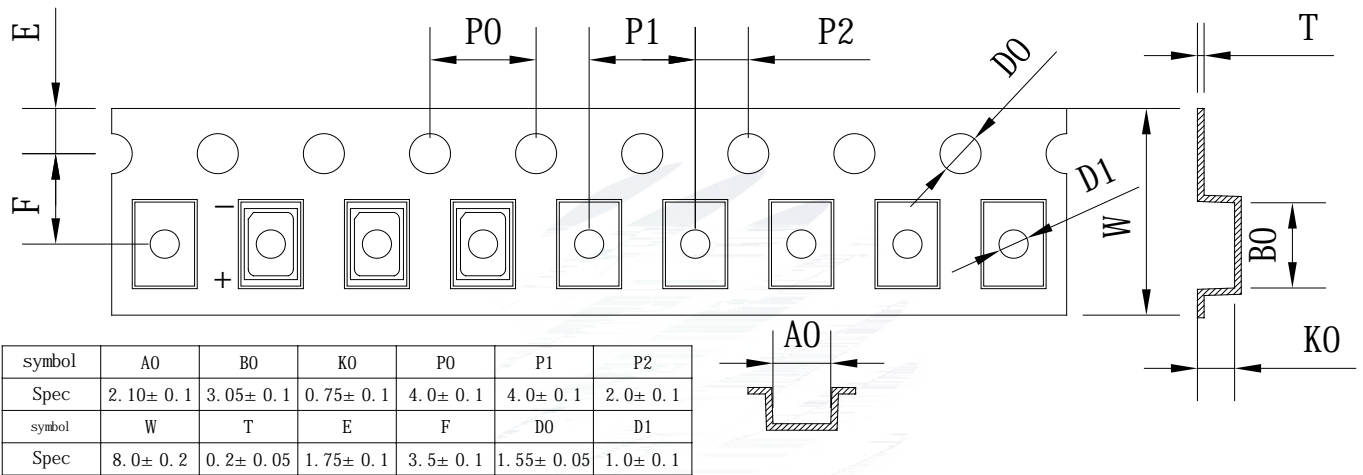 E
P0
P1
P2
T
D0
D1
F
−
+
W
B0
A0
K0
symbol A0 B0 K0 P0 P1 P2
Spec 2.10± 0.1 3.05± 0.1 0.75± 0.1 4.0± 0.1 4.0± 0.1 2.0± 0.1
symbol W T E F D0 D1
Spec 8.0± 0.2 0.2± 0.05 1.75± 0.1 3.5± 0.1 1.55± 0.05 1.0± 0.1